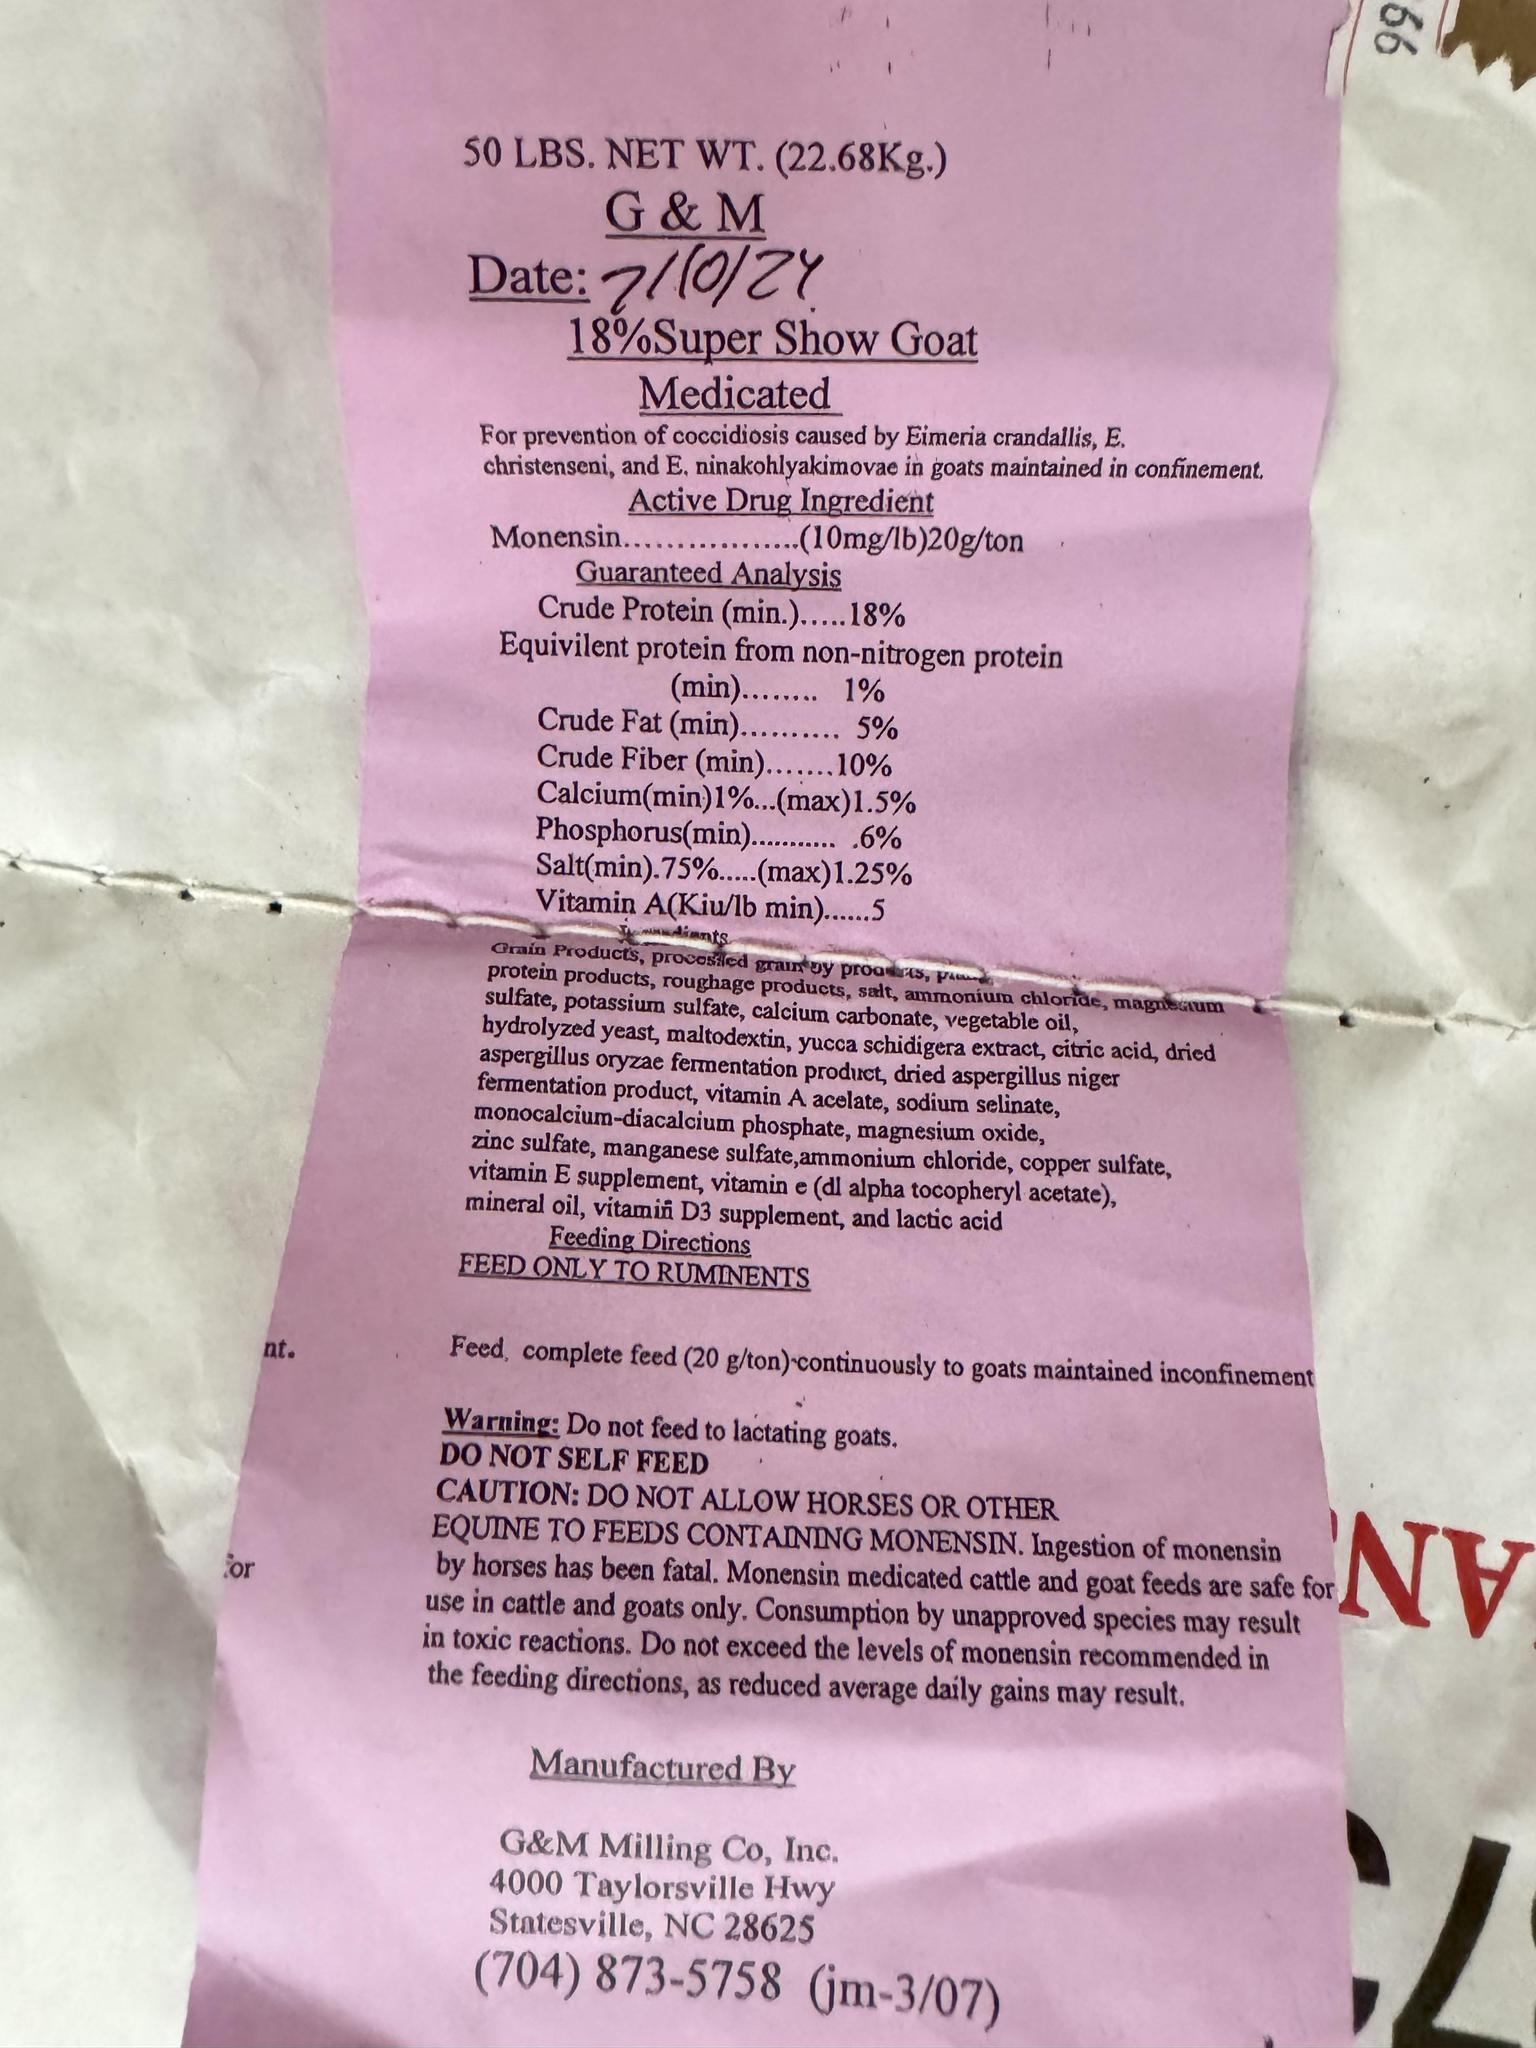 66
50 LBS. NET WT. (22.68Kg.)
G & M
Date: 7/10/24
18%Super Show Goat
Medicated
For prevention of coccidiosis caused by Eimeria crandallis, E.
christenseni, and E. ninakohlyakimovae in goats maintained in confinement.
Active Drug Ingredient
Monensin..................(10mg/lb)20g/ton
Guaranteed Analysis
Crude Protein (min.).....18%
Equivilent protein from non-nitrogen protein
(min)........ 1%
Crude Fat (min).......... 5%
Crude Fiber (min).......10%
Calcium(min)1%...(max)1.5%
Phosphorus(min)........... .6%
Salt(min).75%.....(max)1.25%
Vitamin A(Kiu/lb min)......5
Ingredients
Grain Products, processed grain by products,
protein products, roughage products, salt, ammonium chloride, magnesium
sulfate, potassium sulfate, calcium carbonate, vegetable oil,
hydrolyzed yeast, maltodextin, yucca schidigera extract, citric acid, dried
aspergillus oryzae fermentation product, dried aspergillus niger
fermentation product, vitamin A acelate, sodium selinate,
monocalcium-diacalcium phosphate, magnesium oxide,
zinc sulfate, manganese sulfate,ammonium chloride, copper sulfate,
vitamin E supplement, vitamin e (dl alpha tocopheryl acetate),
mineral oil, vitamin D3 supplement, and lactic acid
Feeding Directions
FEED ONLY TO RUMINENTS
nt.
Feed, complete feed (20 g/ton) continuously to goats maintained inconfinement
Warning: Do not feed to lactating goats.
DO NOT SELF FEED
CAUTION: DO NOT ALLOW HORSES OR OTHER
EQUINE TO FEEDS CONTAINING MONENSIN. Ingestion of monensin
for
by horses has been fatal. Monensin medicated cattle and goat feeds are safe for
use in cattle and goats only. Consumption by unapproved species may result
in toxic reactions. Do not exceed the levels of monensin recommended in
the feeding directions, as reduced average daily gains may result.
Manufactured By
G&M Milling Co, Inc.
4000 Taylorsville Hwy
Statesville, NC 28625
(704) 873-5758 (jm-3/07)